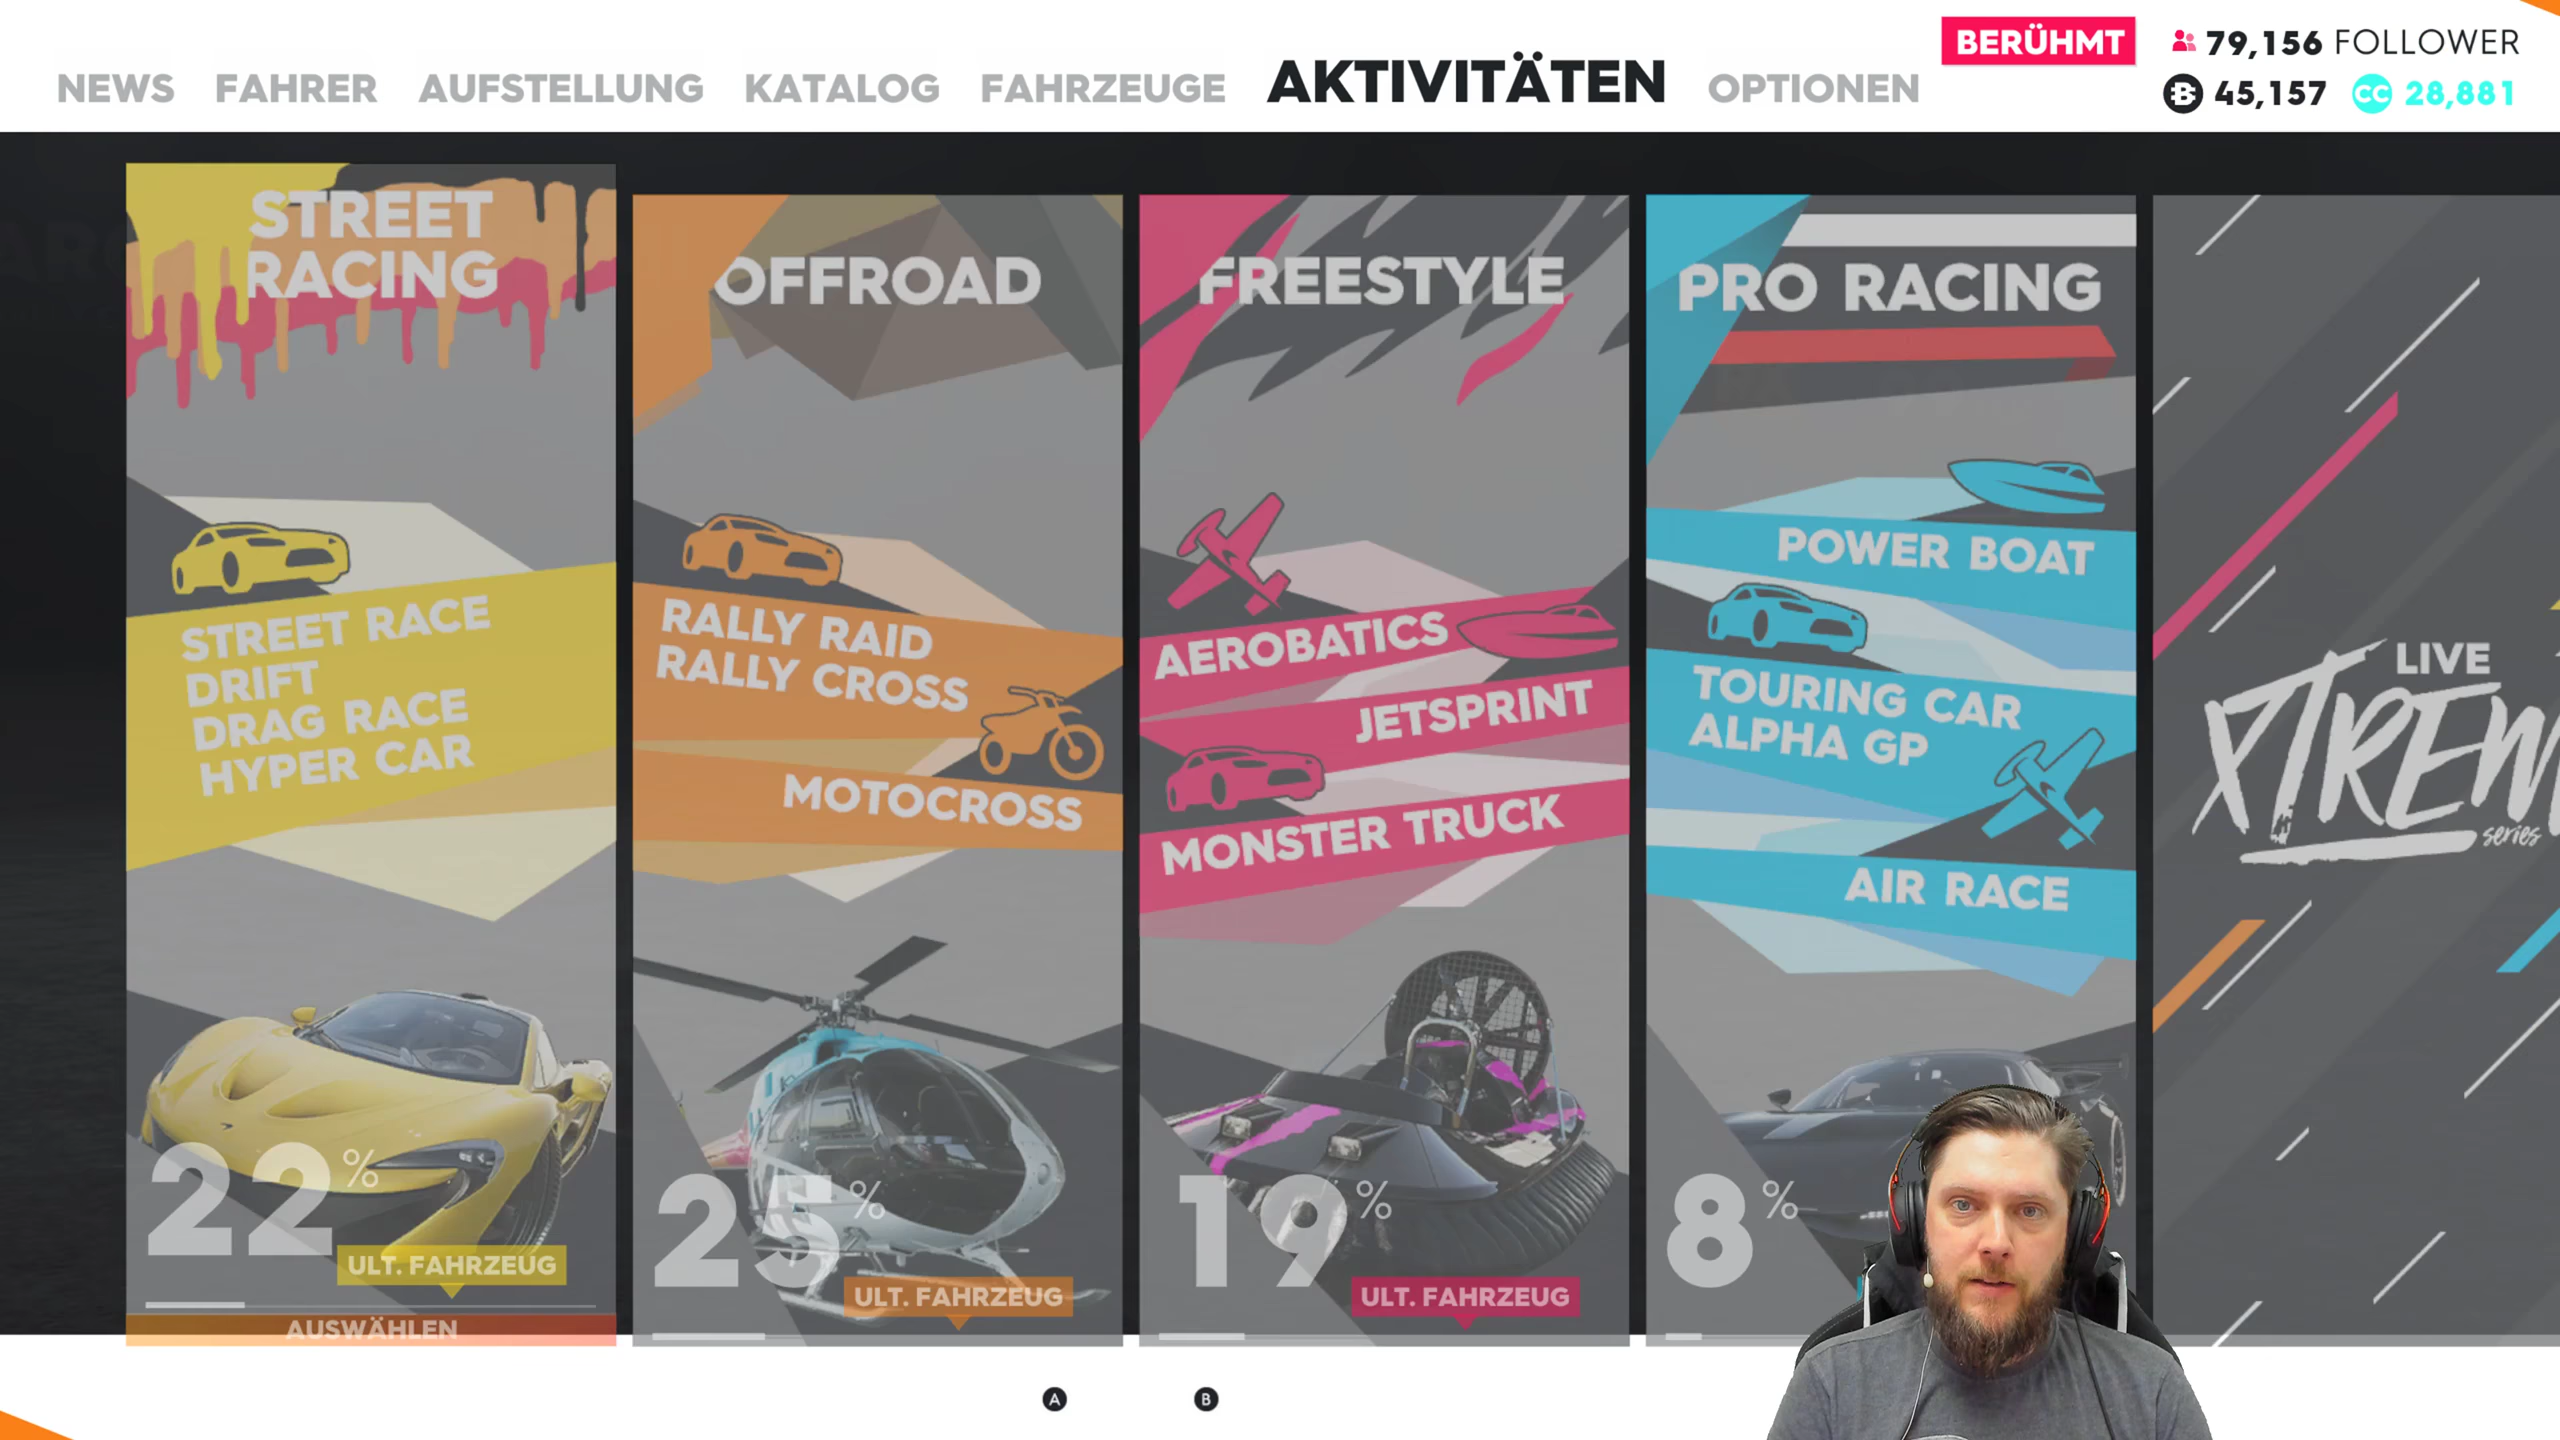 NEWS FAHRER AUFSTELLUNG KATALOG FAHRZEUGE AKTIVITÄTEN OPTIONEN
BERÜHMT 79,156 FOLLOWER
45,157 CC 28,881
STREET
RACING
STREET RACE
DRIFT
DRAG RACE
HYPER CAR
22%
ULT. FAHRZEUG
AUSWÄHLEN
OFFROAD
RALLY RAID
RALLY CROSS
MOTOCROSS
25%
ULT. FAHRZEUG
FREESTYLE
AEROBATICS
JETSPRINT
MONSTER TRUCK
19%
ULT. FAHRZEUG
PRO RACING
POWER BOAT
TOURING CAR
ALPHA GP
AIR RACE
8%
LIVE
XTREM
series
A B